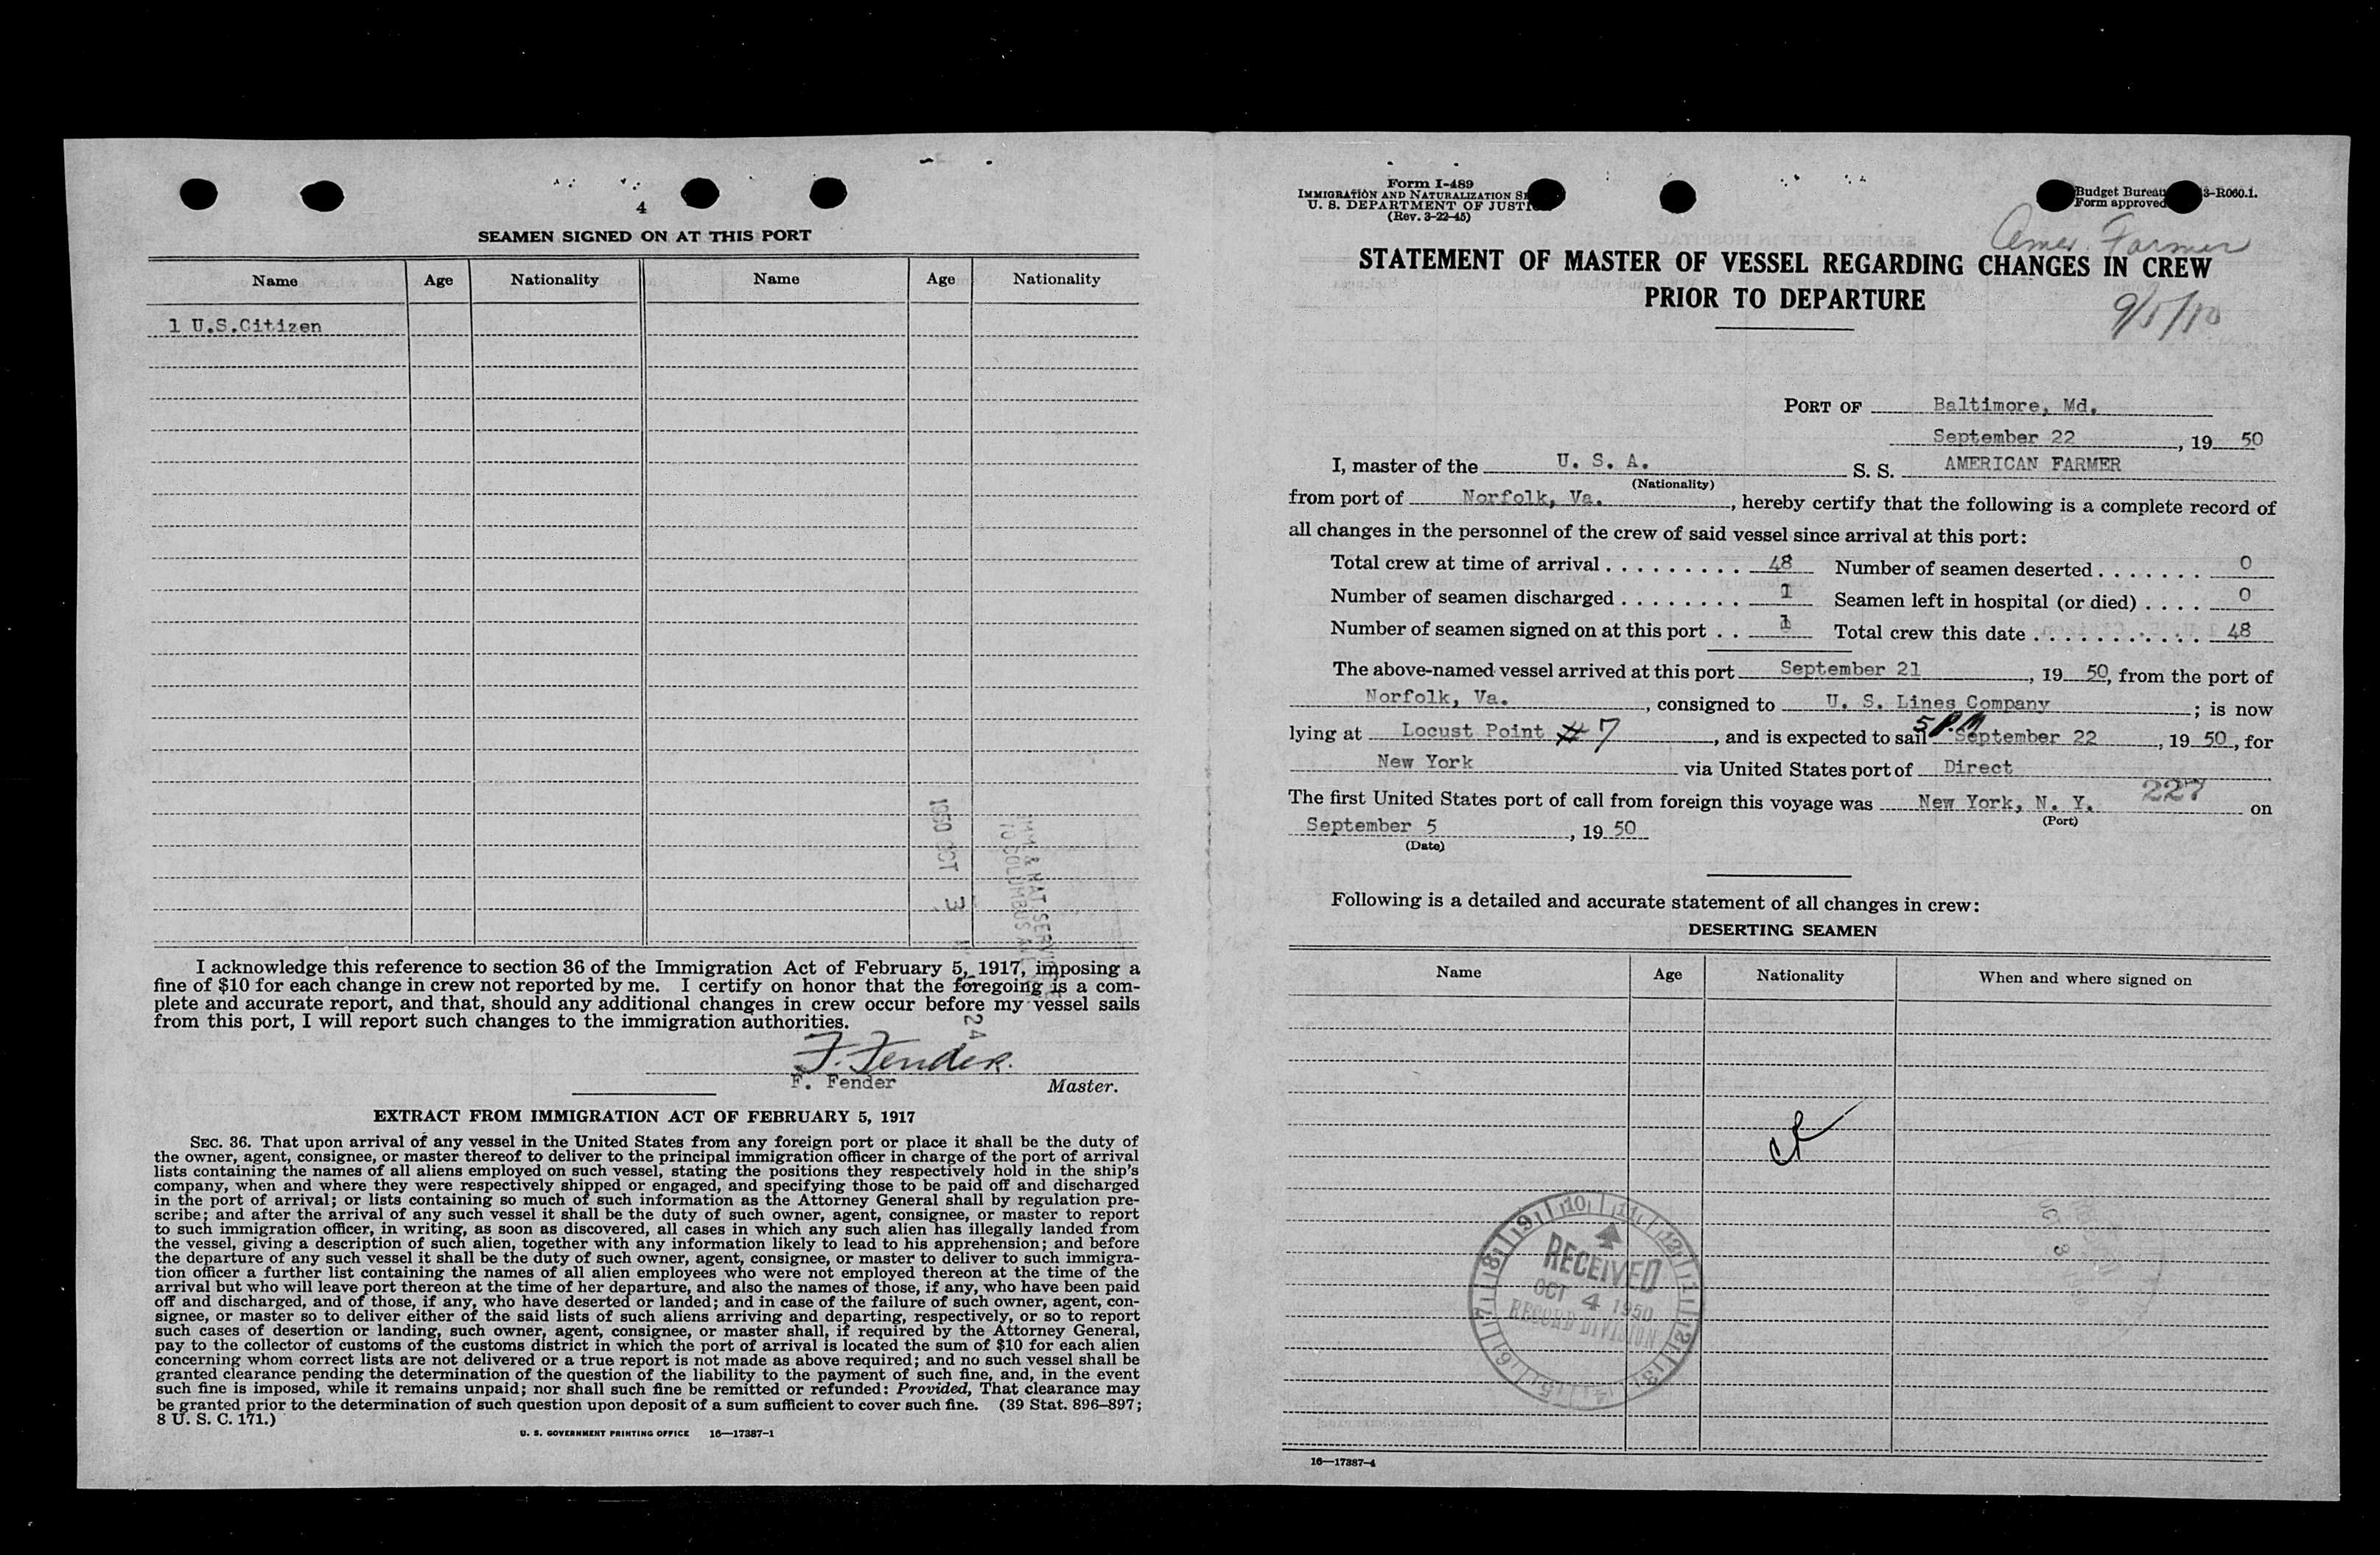 4
SEAMEN SIGNED ON AT THIS PORT
Name Age Nationality Name Age Nationality
1 U.S.Citizen
1950 OCT 3
I acknowledge this reference to section 36 of the Immigration Act of February 5, 1917, imposing a
fine of $10 for each change in crew not reported by me. I certify on honor that the foregoing is a com-
plete and accurate report, and that, should any additional changes in crew occur before my vessel sails
from this port, I will report such changes to the immigration authorities.
24
F. Fender.
F. Fender Master.
EXTRACT FROM IMMIGRATION ACT OF FEBRUARY 5, 1917
SEC. 36. That upon arrival of any vessel in the United States from any foreign port or place it shall be the duty of
the owner, agent, consignee, or master thereof to deliver to the principal immigration officer in charge of the port of arrival
lists containing the names of all aliens employed on such vessel, stating the positions they respectively hold in the ship's
company, when and where they were respectively shipped or engaged, and specifying those to be paid off and discharged
in the port of arrival; or lists containing so much of such information as the Attorney General shall by regulation pre-
scribe; and after the arrival of any such vessel it shall be the duty of such owner, agent, consignee, or master to report
to such immigration officer, in writing, as soon as discovered, all cases in which any such alien has illegally landed from
the vessel, giving a description of such alien, together with any information likely to lead to his apprehension; and before
the departure of any such vessel it shall be the duty of such owner, agent, consignee, or master to deliver to such immigra-
tion officer a further list containing the names of all alien employees who were not employed thereon at the time of the
arrival but who will leave port thereon at the time of her departure, and also the names of those, if any, who have been paid
off and discharged, and of those, if any, who have deserted or landed; and in case of the failure of such owner, agent, con-
signee, or master so to deliver either of the said lists of such aliens arriving and departing, respectively, or so to report
such cases of desertion or landing, such owner, agent, consignee, or master shall, if required by the Attorney General,
pay to the collector of customs of the customs district in which the port of arrival is located the sum of $10 for each alien
concerning whom correct lists are not delivered or a true report is not made as above required; and no such vessel shall be
granted clearance pending the determination of the question of the liability to the payment of such fine, and, in the event
such fine is imposed, while it remains unpaid; nor shall such fine be remitted or refunded: Provided, That clearance may
be granted prior to the determination of such question upon deposit of a sum sufficient to cover such fine. (39 Stat. 896–897;
8 U. S. C. 171.)
U. S. GOVERNMENT PRINTING OFFICE 16—17387-1
Form I-489
IMMIGRATION AND NATURALIZATION
U. S. DEPARTMENT OF
(Rev. 3-22-45)
Budget Bureau 3-R060.1.
Form approved
Amer. Farmer
STATEMENT OF MASTER OF VESSEL REGARDING CHANGES IN CREW
PRIOR TO DEPARTURE
PORT OF Baltimore, Md.
September 22, 19 50
I, master of the U. S. A. S. S. AMERICAN FARMER
(Nationality)
from port of Norfolk, Va., hereby certify that the following is a complete record of
all changes in the personnel of the crew of said vessel since arrival at this port:
Total crew at time of arrival . . . . . . . . . 48 Number of seamen deserted . . . . . . . 0
Number of seamen discharged . . . . . . . . 1 Seamen left in hospital (or died) . . . . 0
Number of seamen signed on at this port . . 1 Total crew this date . . . . . . . . . . . 48
The above-named vessel arrived at this port September 21, 19 50, from the port of
Norfolk, Va., consigned to U. S. Lines Company; is now
lying at Locust Point # 7, and is expected to sail 5 P.M September 22, 19 50, for
New York via United States port of Direct
227
The first United States port of call from foreign this voyage was New York, N. Y. on
(Port)
September 5, 19 50
(Date)
Following is a detailed and accurate statement of all changes in crew:
DESERTING SEAMEN
Name Age Nationality When and where signed on
RECEIVED
OCT 4 1950
RECORD DIVISION
16—17387-4